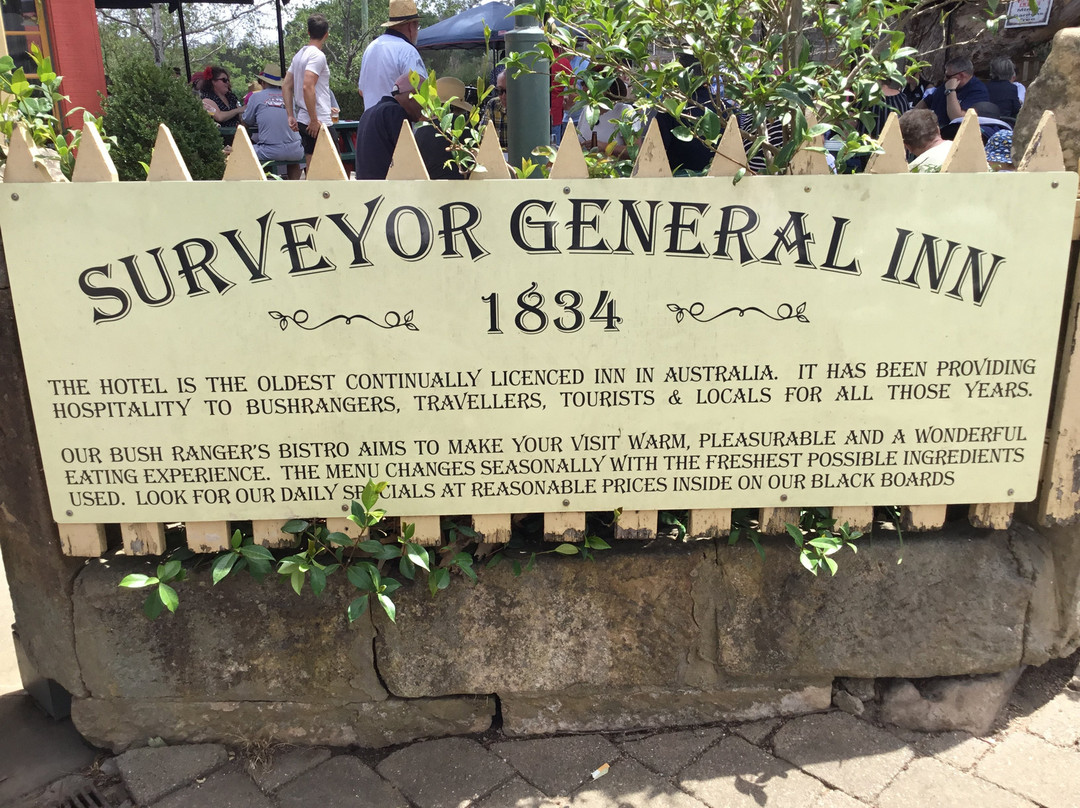 SURVEYOR GENERAL INN
1834
THE HOTEL IS THE OLDEST CONTINUALLY LICENCED INN IN AUSTRALIA. IT HAS BEEN PROVIDING
HOSPITALITY TO BUSHRANGERS, TRAVELLERS, TOURISTS & LOCALS FOR ALL THOSE YEARS.
OUR BUSH RANGER'S BISTRO AIMS TO MAKE YOUR VISIT WARM, PLEASURABLE AND A WONDERFUL
EATING EXPERIENCE. THE MENU CHANGES SEASONALLY WITH THE FRESHEST POSSIBLE INGREDIENTS
USED. LOOK FOR OUR DAILY SPECIALS AT REASONABLE PRICES INSIDE ON OUR BLACK BOARDS